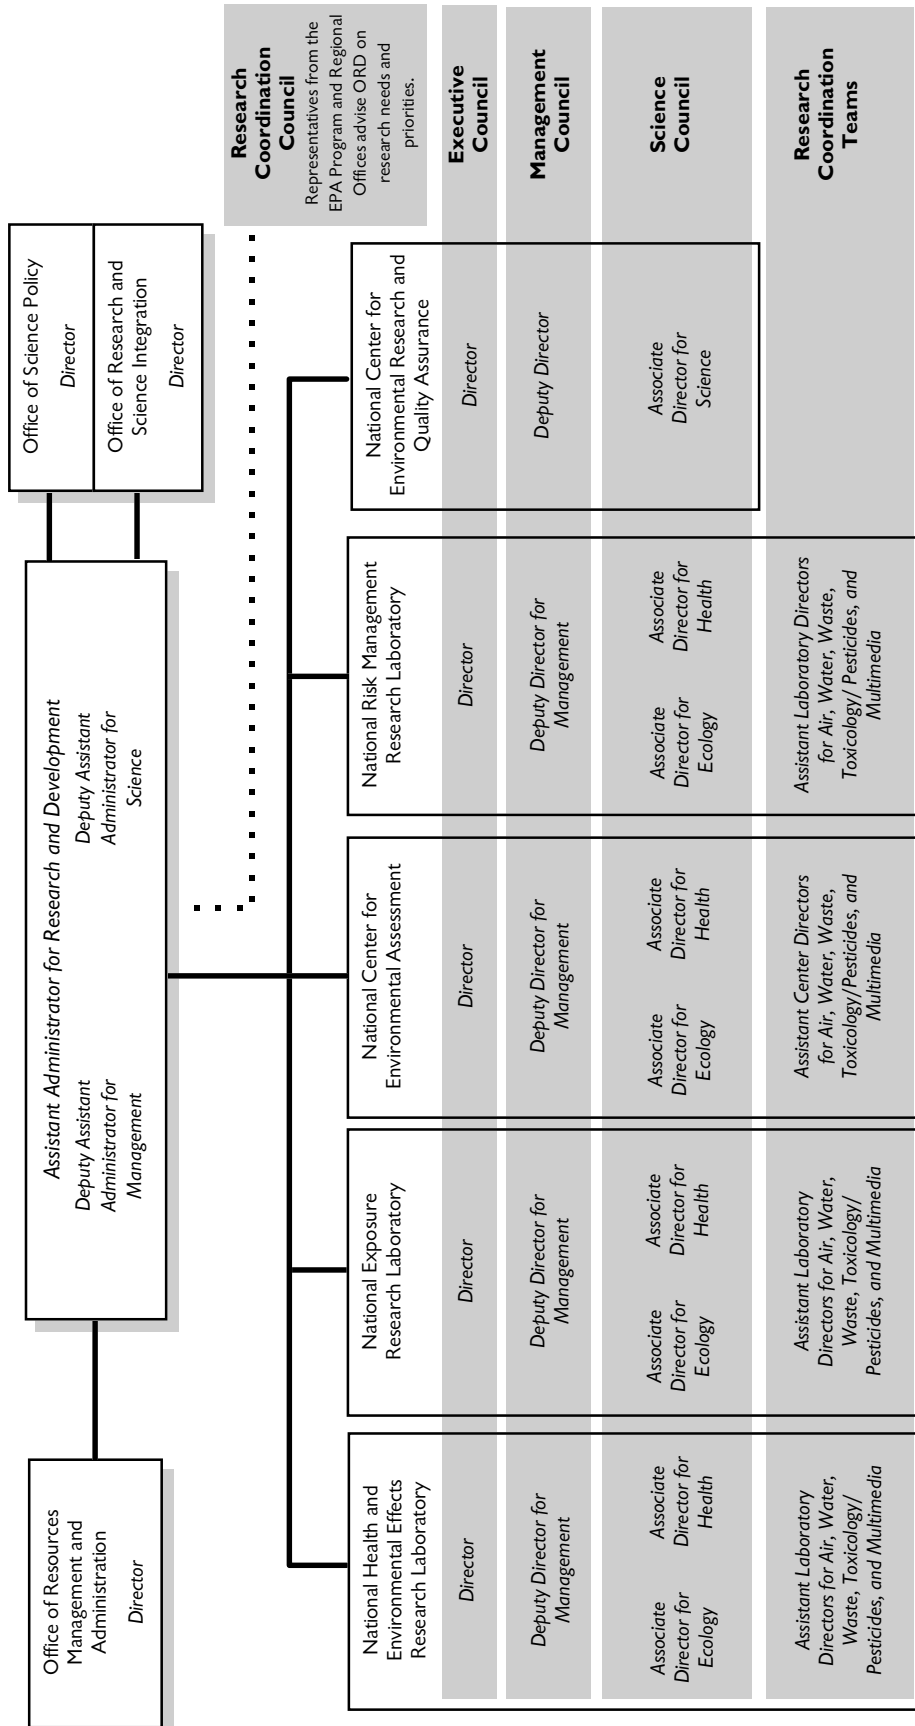 Office of Resources
Management and
Administration
Director
Assistant Administrator for Research and Development
Deputy Assistant
Administrator for
Management
Deputy Assistant
Administrator for
Science
Office of Science Policy
Director
Office of Research and
Science Integration
Director
Research
Coordination
Council
Representatives from the
EPA Program and Regional
Offices advise ORD on
research needs and
priorities.
National Health and
Environmental Effects
Research Laboratory
National Exposure
Research Laboratory
National Center for
Environmental Assessment
National Risk Management
Research Laboratory
National Center for
Environmental Research and
Quality Assurance
Director
Director
Director
Director
Director
Executive
Council
Deputy Director for
Management
Deputy Director for
Management
Deputy Director for
Management
Deputy Director for
Management
Deputy Director
Management
Council
Associate
Director for
Ecology
Associate
Director for
Health
Associate
Director for
Ecology
Associate
Director for
Health
Associate
Director for
Ecology
Associate
Director for
Health
Associate
Director for
Ecology
Associate
Director for
Health
Associate
Director for
Science
Science
Council
Assistant Laboratory
Directors for Air, Water,
Waste, Toxicology/
Pesticides, and Multimedia
Assistant Laboratory
Directors for Air, Water,
Waste, Toxicology/
Pesticides, and Multimedia
Assistant Center Directors
for Air, Water, Waste,
Toxicology/Pesticides, and
Multimedia
Assistant Laboratory Directors
for Air, Water, Waste,
Toxicology/ Pesticides, and
Multimedia
Research
Coordination
Teams